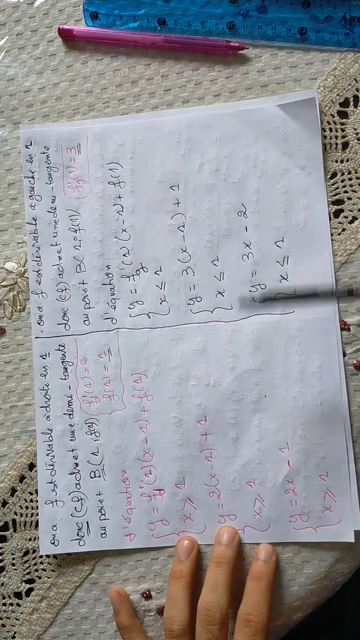 on a f est dérivable à droite en 1
donc (Cf) admet une demi-tangente
au point B(1; f(1))
f'd(1) = 2
f(1) = 1
d'équation
{ y = f'd(1)(x-1) + f(1)
x ≥ 1
{ y = 2(x-1) + 1
x ≥ 1
{ y = 2x - 1
x ≥ 1
on a f est dérivable à gauche en 1
donc (Cf) admet une demi-tangente
au point B(1; f(1))
f'g(1) = 3
d'équation:
{ y = f'g(1)(x-1) + f(1)
x ≤ 1
{ y = 3(x-1) + 1
x ≤ 1
{ y = 3x - 2
x ≤ 1